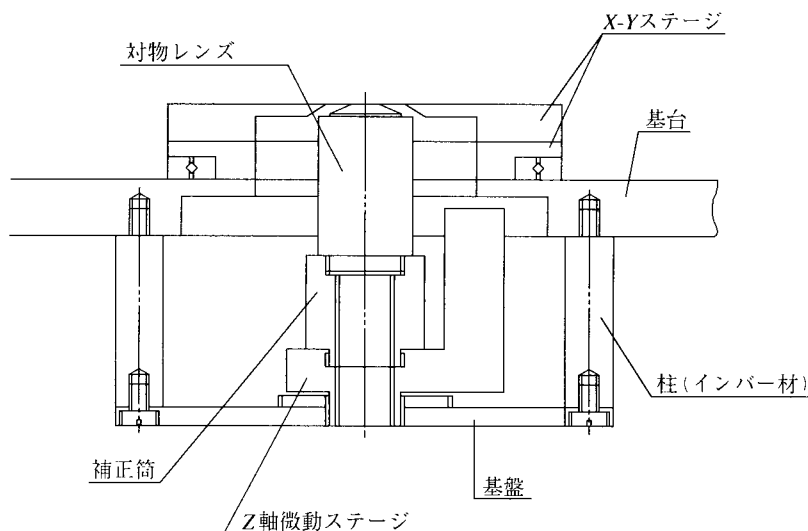 X-Yステージ
対物レンズ
基台
柱(インバー材)
補正筒
基盤
Z軸微動ステージ